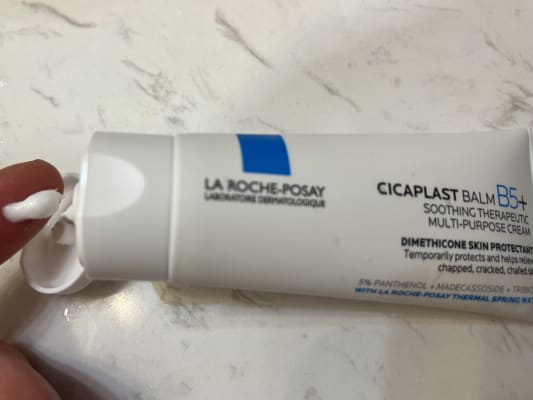 LA ROCHE-POSAY
LABORATOIRE DERMATOLOGIQUE
CICAPLAST BALM B5+
SOOTHING THERAPEUTIC
MULTI-PURPOSE CREAM
DIMETHICONE SKIN PROTECTANT
Temporarily protects and helps relieve
chapped, cracked, chafed
5% PANTHENOL + MADECASSOSIDE +
WITH LA ROCHE-POSAY THERMAL SPRING